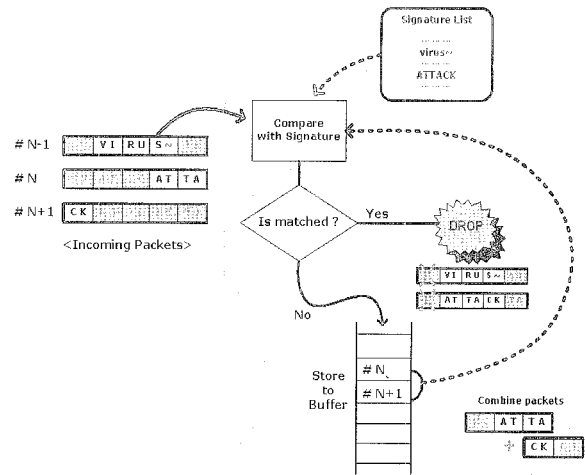 Signature List
... ... ...
virus~
... ... ...
ATTACK
... ... ...
Compare
with Signature
# N-1 VI RU S~
# N AT TA
# N+1 CK
<Incoming Packets>
Is matched ?
Yes
DROP
VI RU S~
AT TA CK TA
No
Store
to
Buffer
# N
# N+1
Combine packets
AT TA
+
CK